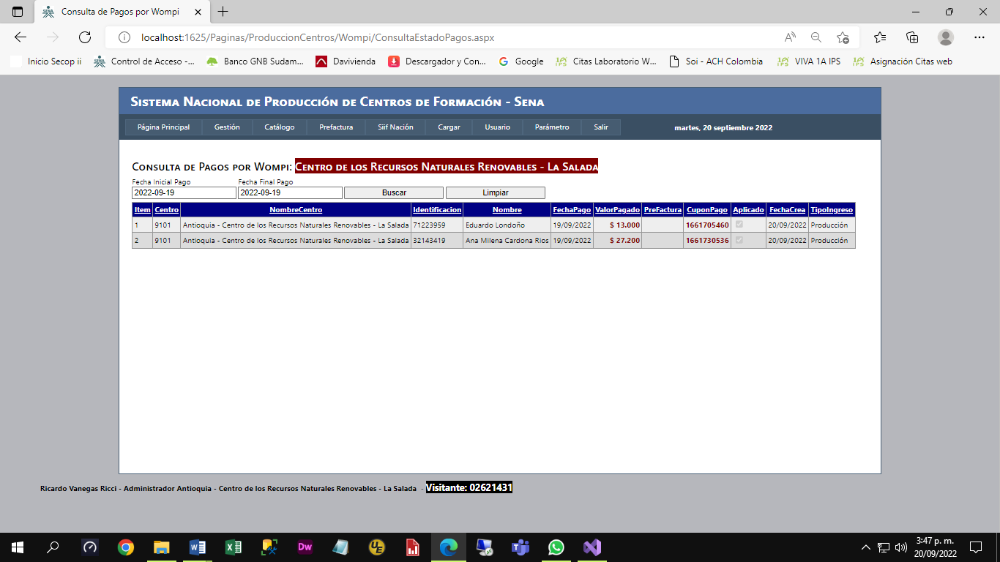 Consulta de Pagos por Wompi
localhost:1625/Paginas/ProduccionCentros/Wompi/ConsultaEstadoPagos.aspx
Inicio Secop ii Control de Acceso -... Banco GNB Sudam... Davivienda Descargador y Con... Google Citas Laboratorio W... Soi - ACH Colombia VIVA 1A IPS Asignación Citas web
Sistema Nacional de Producción de Centros de Formación - Sena
Página Principal Gestión Catálogo Prefactura Siif Nación Cargar Usuario Parámetro Salir martes, 20 septiembre 2022
Consulta de Pagos por Wompi: Centro de los Recursos Naturales Renovables - La Salada
Fecha Inicial Pago Fecha Final Pago
2022-09-19 2022-09-19 Buscar Limpiar
Item Centro NombreCentro Identificacion Nombre FechaPago ValorPagado PreFactura CuponPago Aplicado FechaCrea TipoIngreso
1 9101 Antioquia - Centro de los Recursos Naturales Renovables - La Salada 71223959 Eduardo Londoño 19/09/2022 $ 13.000 1661705460 20/09/2022 Producción
2 9101 Antioquia - Centro de los Recursos Naturales Renovables - La Salada 32143419 Ana Milena Cardona Rios 19/09/2022 $ 27.200 1661730536 20/09/2022 Producción
Ricardo Vanegas Ricci - Administrador Antioquia - Centro de los Recursos Naturales Renovables - La Salada - Visitante: 02621431
Dw
UE
3:47 p. m.
20/09/2022